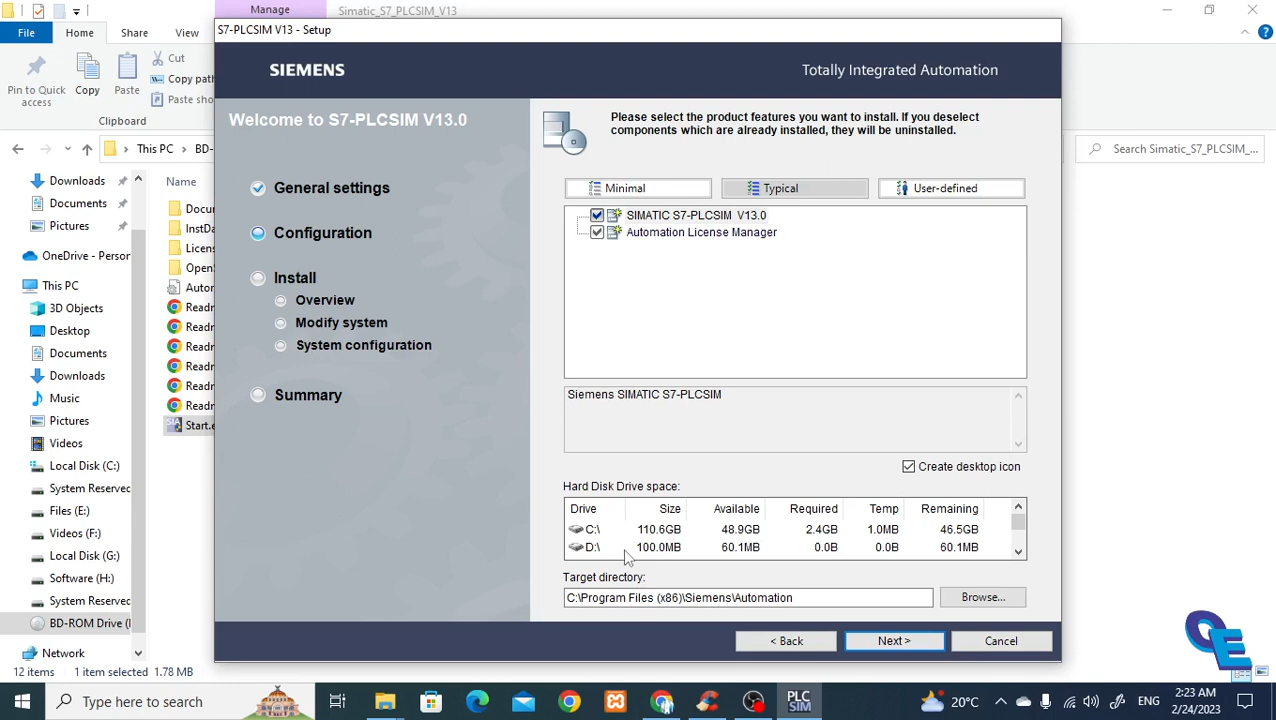 Manage
Simatic_S7_PLCSIM_V13
File
Home
Share
View
Pin to Quick
access
Copy
Paste
Cut
Copy path
Clipboard
This PC
Search Simatic_S7_PLCSIM_...
Downloads
Documents
Pictures
OneDrive - Person
This PC
3D Objects
Desktop
Documents
Downloads
Music
Pictures
Videos
Local Disk (C:)
System Reserved
Files (E:)
Videos (F:)
Local Disk (G:)
Software (H:)
System Reserved
BD-ROM Drive (
Network
Name
Start.e
12 items
1 item selected 1.78 MB
S7-PLCSIM V13 - Setup
SIEMENS
Totally Integrated Automation
Welcome to S7-PLCSIM V13.0
General settings
Configuration
Install
Overview
Modify system
System configuration
Summary
Please select the product features you want to install. If you deselect
components which are already installed, they will be uninstalled.
Minimal
Typical
User-defined
SIMATIC S7-PLCSIM V13.0
Automation License Manager
Siemens SIMATIC S7-PLCSIM
Create desktop icon
Hard Disk Drive space:
Drive Size Available Required Temp Remaining
C:\ 110.6GB 48.9GB 2.4GB 1.0MB 46.5GB
D:\ 100.0MB 60.1MB 0.0B 0.0B 60.1MB
Target directory:
C:\Program Files (x86)\Siemens\Automation
Browse...
< Back
Next >
Cancel
Type here to search
PLC
SIM
20°C
ENG
2:23 AM
2/24/2023